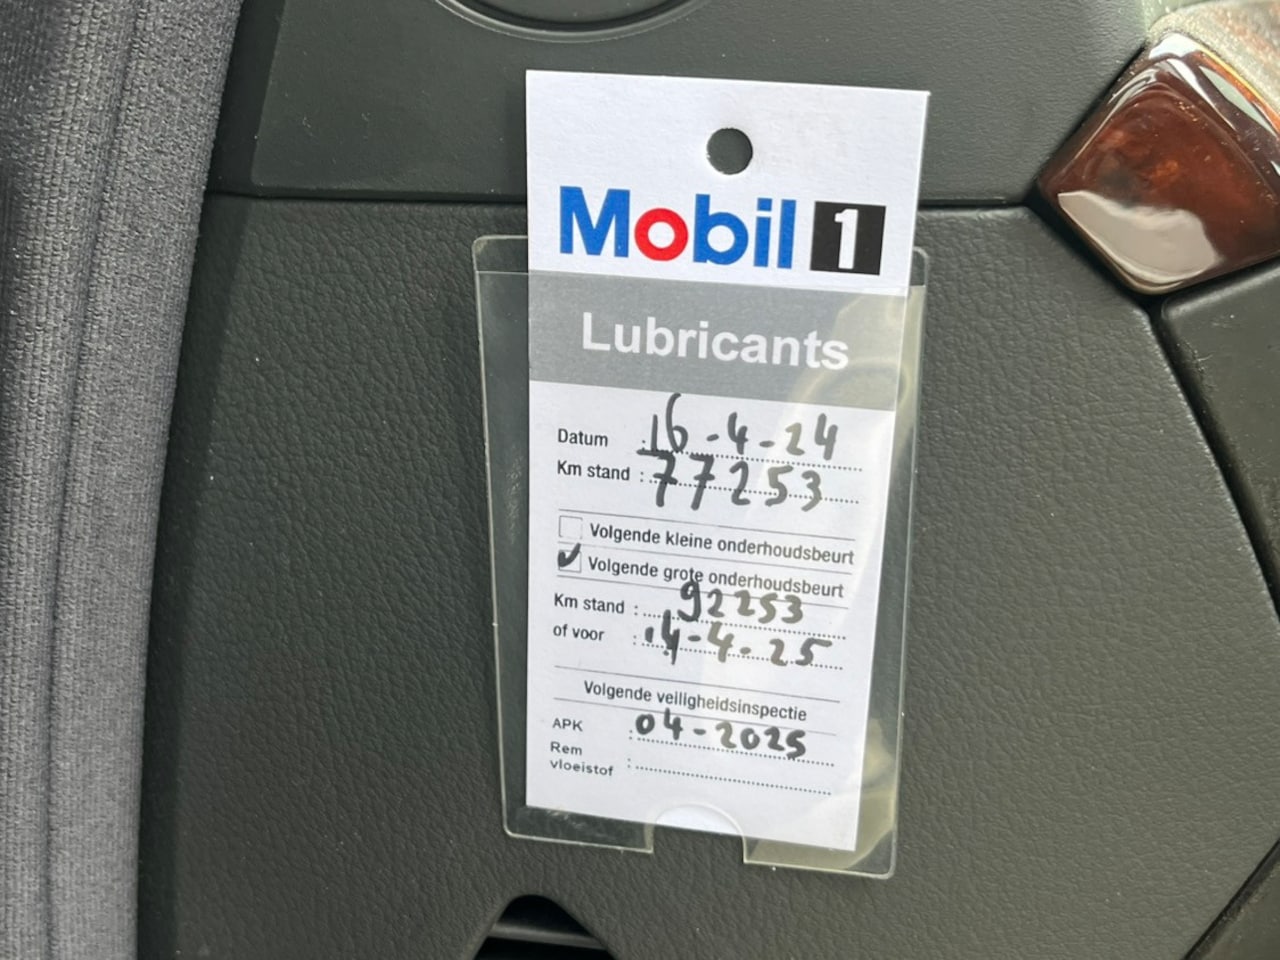 Mobil 1
Lubricants
Datum : 16-4-24
Km stand : 77253
Volgende kleine onderhoudsbeurt
Volgende grote onderhoudsbeurt
Km stand : 92253
of voor : 14-4-25
Volgende veiligheidsinspectie
APK : 04-2025
Rem
vloeistof :